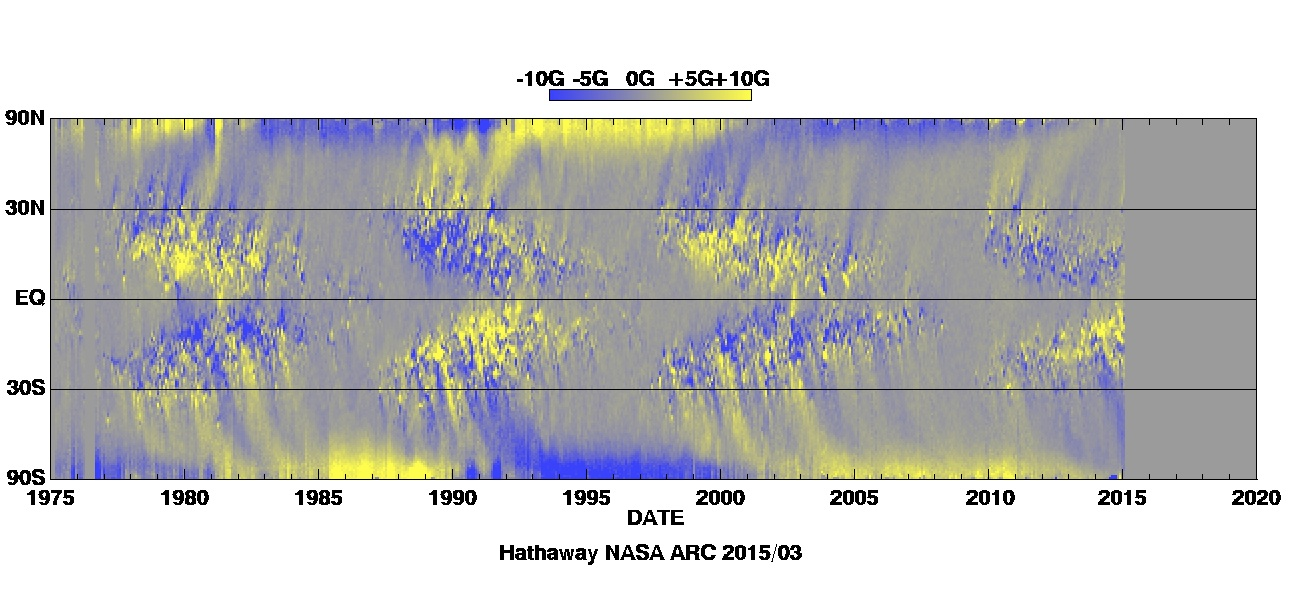 -10G -5G 0G +5G+10G
90N
30N
EQ
30S
90S
1975 1980 1985 1990 1995 2000 2005 2010 2015 2020
DATE
Hathaway NASA ARC 2015/03